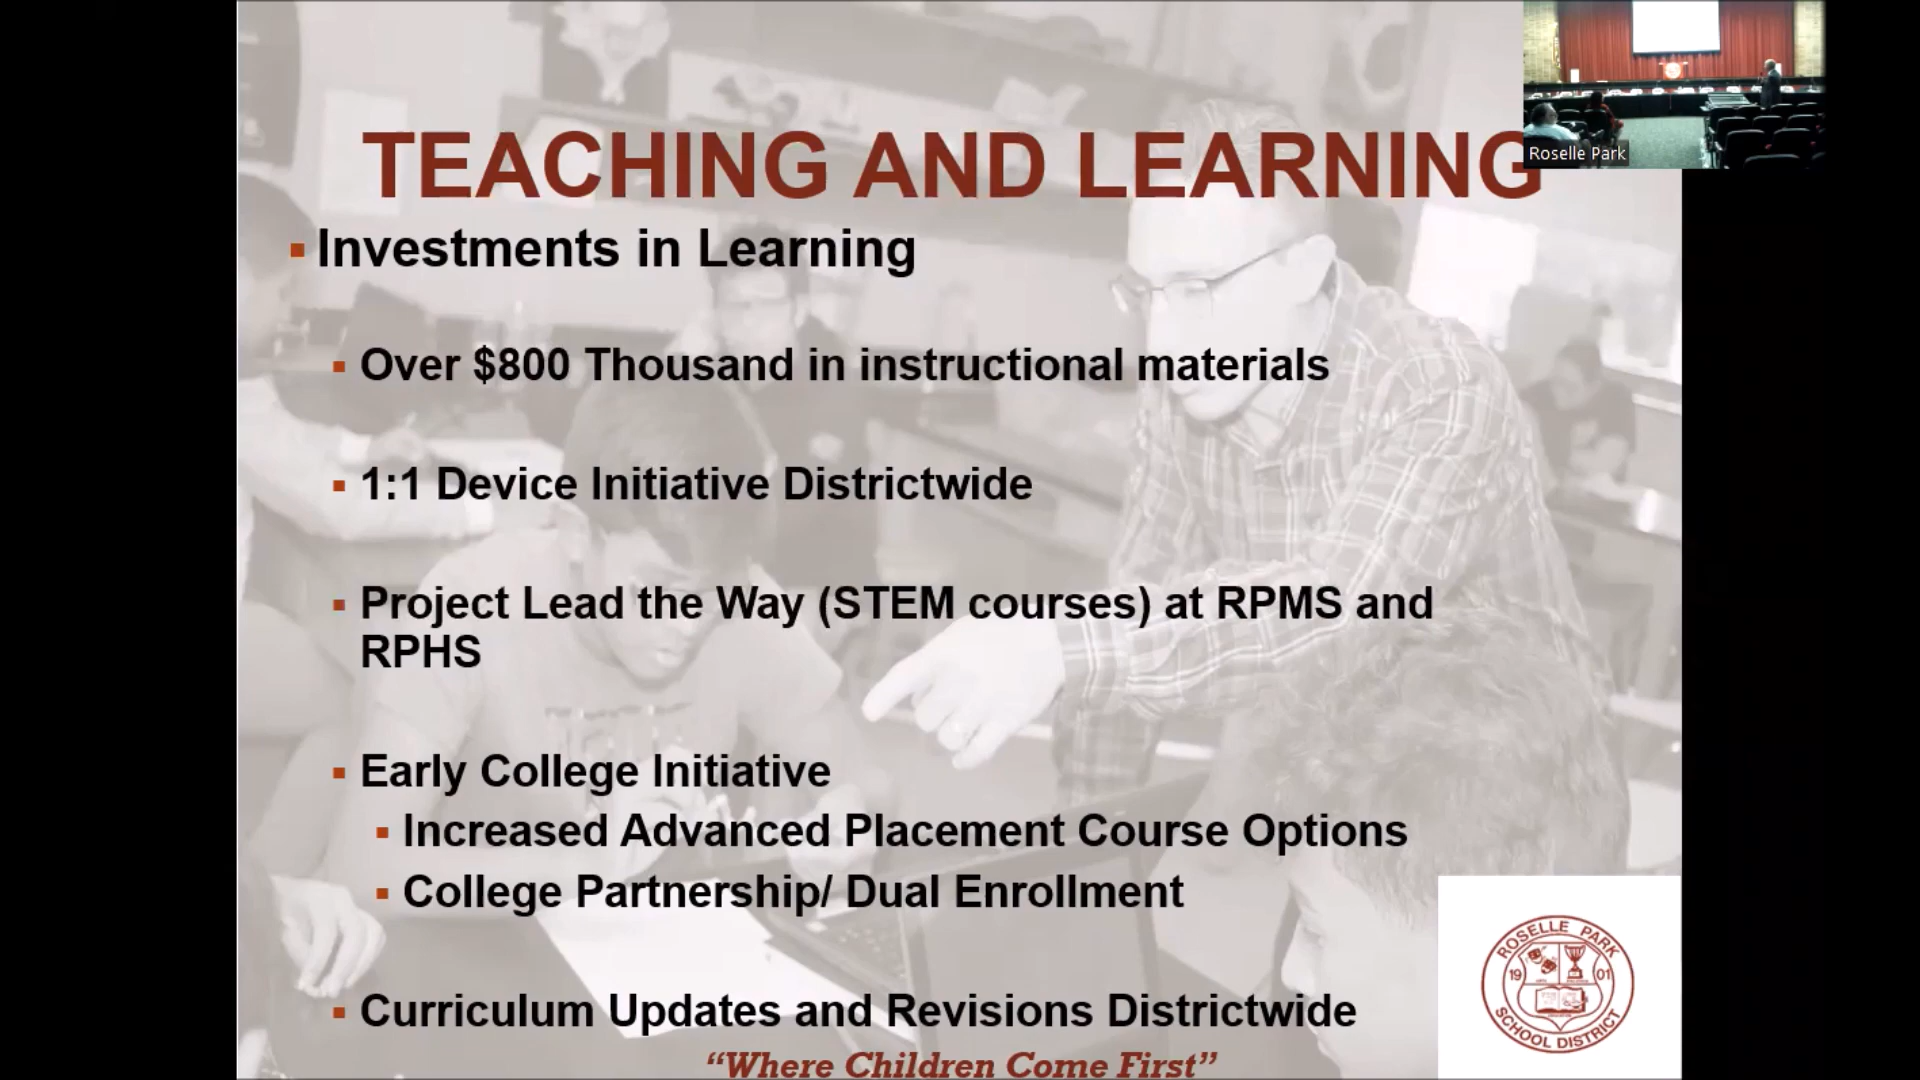 TEACHING AND LEARNING
Roselle Park
▪ Investments in Learning
▪ Over $800 Thousand in instructional materials
▪ 1:1 Device Initiative Districtwide
▪ Project Lead the Way (STEM courses) at RPMS and
RPHS
▪ Early College Initiative
▪ Increased Advanced Placement Course Options
▪ College Partnership/ Dual Enrollment
▪ Curriculum Updates and Revisions Districtwide
“Where Children Come First”
ROSELLE PARK
19 01
SCHOOL DISTRICT